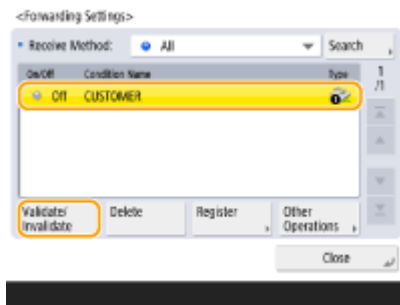 <Forwarding Settings>
Receive Method: All Search
On/Off Condition Name Type
Off CUSTOMER
1
/1
Validate/
Invalidate
Delete
Register
Other
Operations
Close